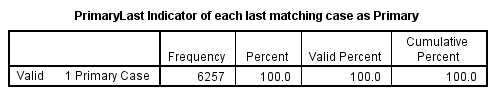 PrimaryLast Indicator of each last matching case as Primary
Frequency Percent Valid Percent Cumulative Percent
Valid 1 Primary Case 6257 100.0 100.0 100.0